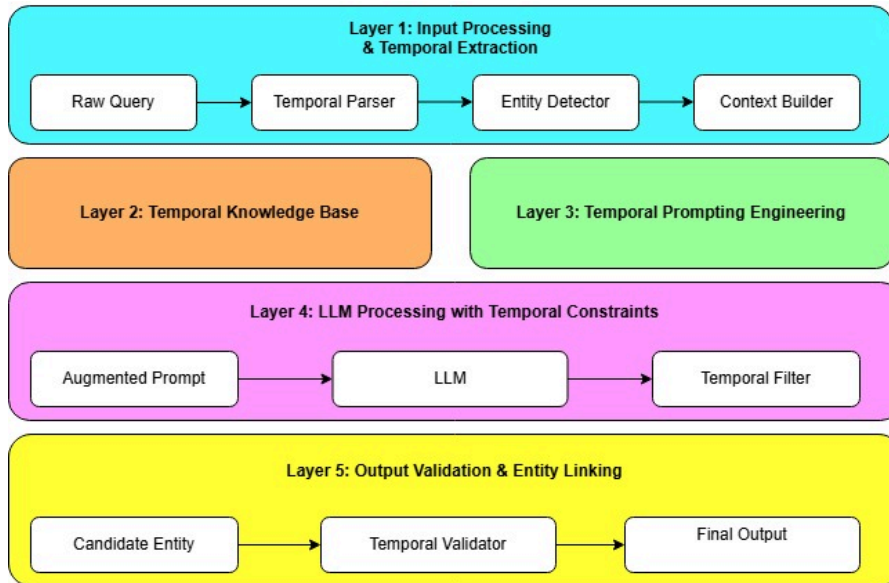 Layer 1: Input Processing
& Temporal Extraction
Raw Query
Temporal Parser
Entity Detector
Context Builder
Layer 2: Temporal Knowledge Base
Layer 3: Temporal Prompting Engineering
Layer 4: LLM Processing with Temporal Constraints
Augmented Prompt
LLM
Temporal Filter
Layer 5: Output Validation & Entity Linking
Candidate Entity
Temporal Validator
Final Output